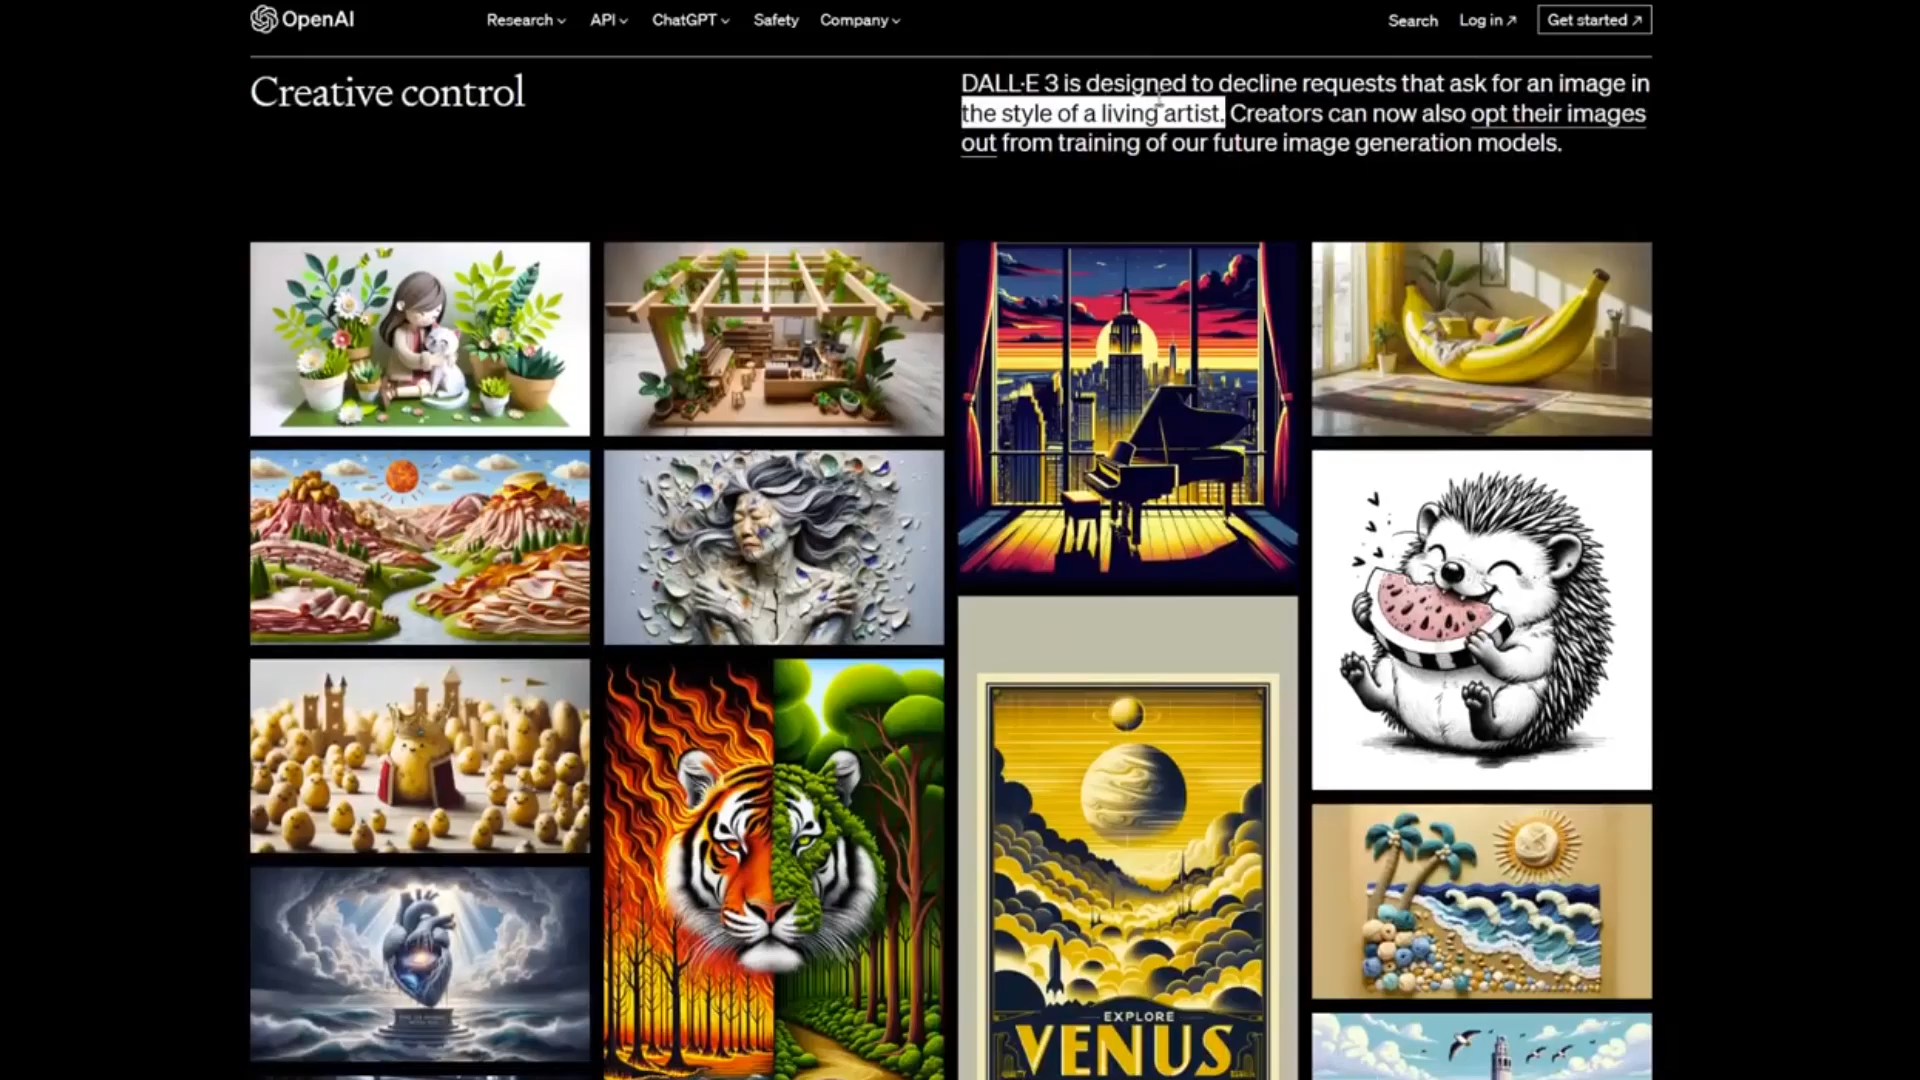 OpenAI
Research API ChatGPT Safety Company
Search Log in Get started
Creative control
DALL·E 3 is designed to decline requests that ask for an image in
the style of a living artist. Creators can now also opt their images
out from training of our future image generation models.
EXPLORE
VENUS